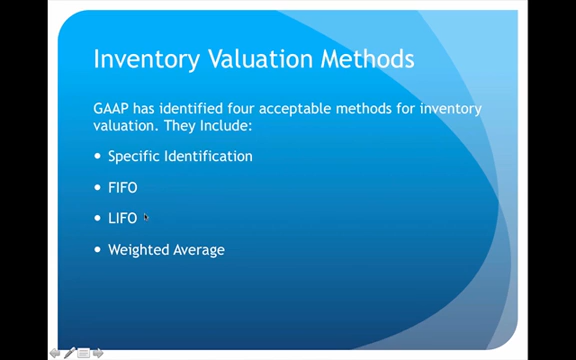 Inventory Valuation Methods
GAAP has identified four acceptable methods for inventory
valuation. They Include:
• Specific Identification
• FIFO
• LIFO
• Weighted Average